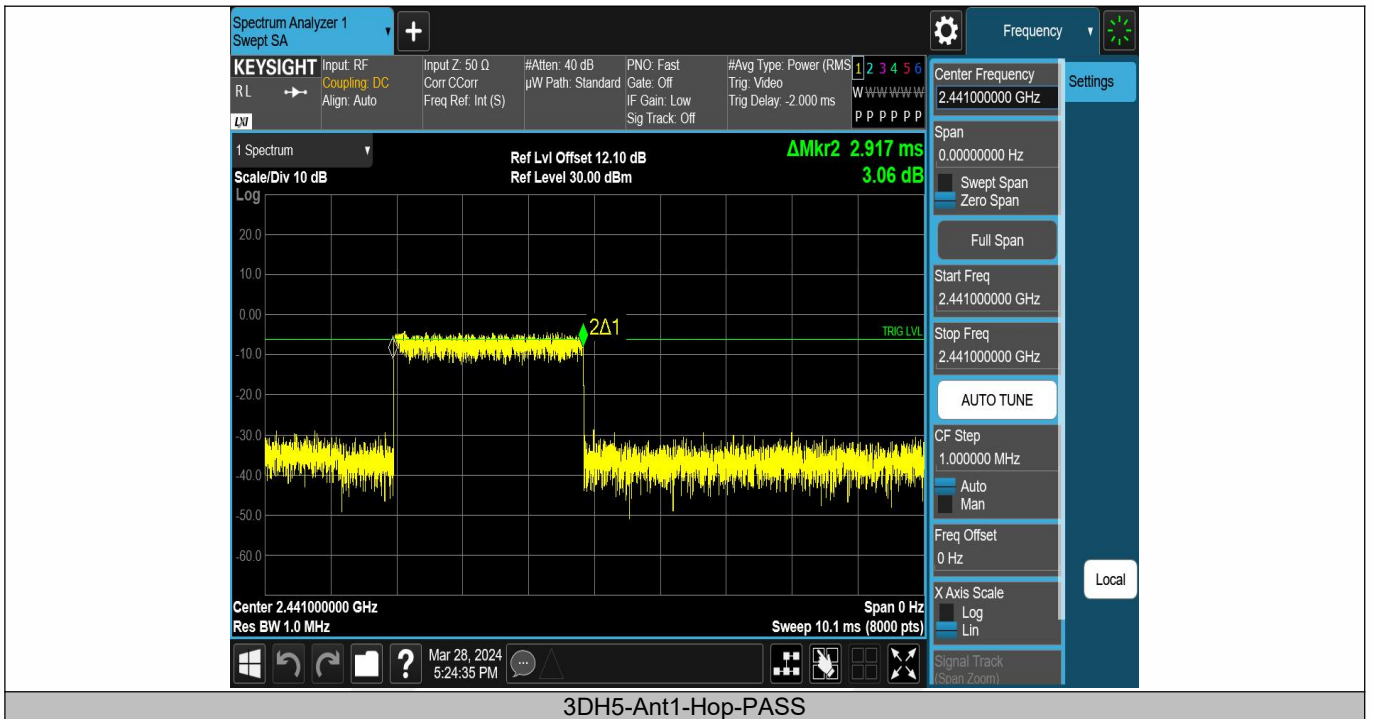 Spectrum Analyzer 1
Swept SA
+
Frequency
KEYSIGHT
RL
LXI
Input: RF
Coupling: DC
Align: Auto
Input Z: 50 Ω
Corr CCorr
Freq Ref: Int (S)
#Atten: 40 dB
µW Path: Standard
PNO: Fast
Gate: Off
IF Gain: Low
Sig Track: Off
#Avg Type: Power (RMS
Trig: Video
Trig Delay: -2.000 ms
1 2 3 4 5 6
W W W W W W
P P P P P P
1 Spectrum
Scale/Div 10 dB
Ref Lvl Offset 12.10 dB
Ref Level 30.00 dBm
ΔMkr2 2.917 ms
3.06 dB
Log
20.0
10.0
0.00
-10.0
-20.0
-30.0
-40.0
-50.0
-60.0
2Δ1
TRIG LVL
Center 2.441000000 GHz
Res BW 1.0 MHz
Span 0 Hz
Sweep 10.1 ms (8000 pts)
Center Frequency
2.441000000 GHz
Settings
Span
0.00000000 Hz
Swept Span
Zero Span
Full Span
Start Freq
2.441000000 GHz
Stop Freq
2.441000000 GHz
AUTO TUNE
CF Step
1.000000 MHz
Auto
Man
Freq Offset
0 Hz
Local
X Axis Scale
Log
Lin
Signal Track
(Span Zoom)
?
Mar 28, 2024
5:24:35 PM
3DH5-Ant1-Hop-PASS